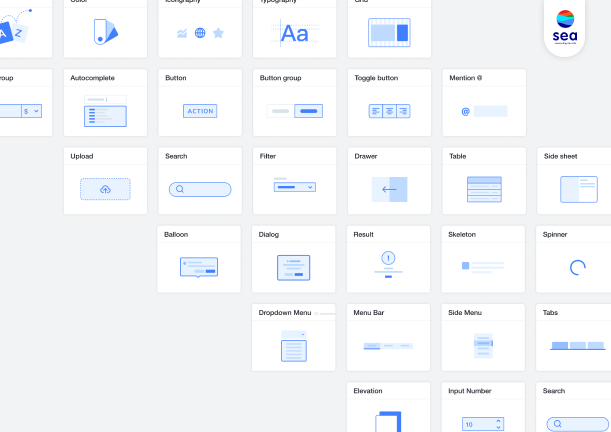 Color
Iconography
Typography
Grid
A
Z
Aa
sea
roup
Autocomplete
Button
Button group
Toggle button
Mention @
$
ACTION
@
Upload
Search
Filter
Drawer
Table
Side sheet
Balloon
Dialog
Result
Skeleton
Spinner
!
Dropdown Menu
Menu Bar
Side Menu
Tabs
Elevation
Input Number
Search
10